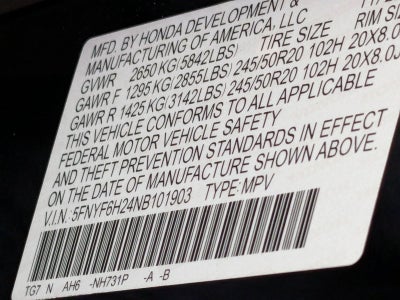 MFD. BY HONDA DEVELOPMENT &
MANUFACTURING OF AMERICA, LLC
GVWR 2650 KG(5842LBS) TIRE SIZE RIM SIZE
GAWR F 1295 KG(2855LBS) 245/50R20 102H 20X8.0J
GAWR R 1425 KG(3142LBS) 245/50R20 102H 20X8.0J
THIS VEHICLE CONFORMS TO ALL APPLICABLE
FEDERAL MOTOR VEHICLE SAFETY
AND THEFT PREVENTION STANDARDS IN EFFECT
ON THE DATE OF MANUFACTURE SHOWN ABOVE.
V.I.N.:5FNYF6H24NB101903 TYPE:MPV
TG7 N AH6 -NH731P -A -B